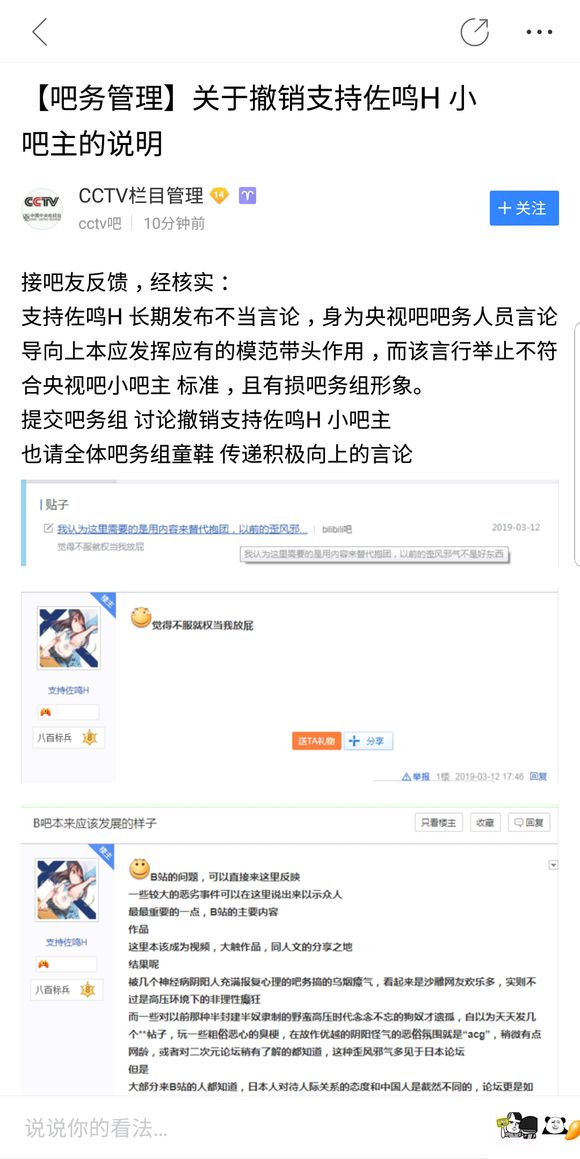 【吧务管理】关于撤销支持佐鸣H 小
吧主的说明
CCTV栏目管理 14
cctv吧 | 10分钟前
+ 关注
CCTV
接吧友反馈，经核实：
支持佐鸣H 长期发布不当言论，身为央视吧吧务人员言论
导向上本应发挥应有的模范带头作用，而该言行举止不符
合央视吧小吧主 标准，且有损吧务组形象。
提交吧务组 讨论撤销支持佐鸣H 小吧主
也请全体吧务组童鞋 传递积极向上的言论
贴子
我认为这里需要的是用内容来替代抱团，以前的歪风邪... | bilibili吧 2019-03-12
觉得不服就权当我放屁
我认为这里需要的是用内容来替代抱团，以前的歪风邪气不是好东西
楼主
觉得不服就权当我放屁
支持佐鸣H
八百标兵 8
送TA礼物 + 分享
举报 1楼 2019-03-12 17:46 回复
B吧本来应该发展的样子 只看楼主 收藏 回复
楼主
B站的问题，可以直接来这里反映
一些较大的恶劣事件可以在这里说出来以示众人
最最重要的一点，B站的主要内容
作品
这里本该成为视频，大触作品，同人文的分享之地
结果呢
被几个神经病阴阳人充满报复心理的吧务搞的乌烟瘴气，看起来是沙雕网友欢乐多，实则不
过是高压环境下的非理性癫狂
而一些对以前那种半封建半奴隶制的野蛮高压时代念念不忘的狗奴才遗孤，自以为天天发几
个**帖子，玩一些粗俗恶心的臭梗，在故作优越的阴阳怪气的恶俗氛围就是“acg”，稍微有点
网龄，或者对二次元论坛稍有了解的都知道，这种歪风邪气多见于日本论坛
但是
大部分来B站的人都知道，日本人对待人际关系的态度和中国人是截然不同的，论坛更是如
支持佐鸣H
八百标兵 8
说说你的看法...